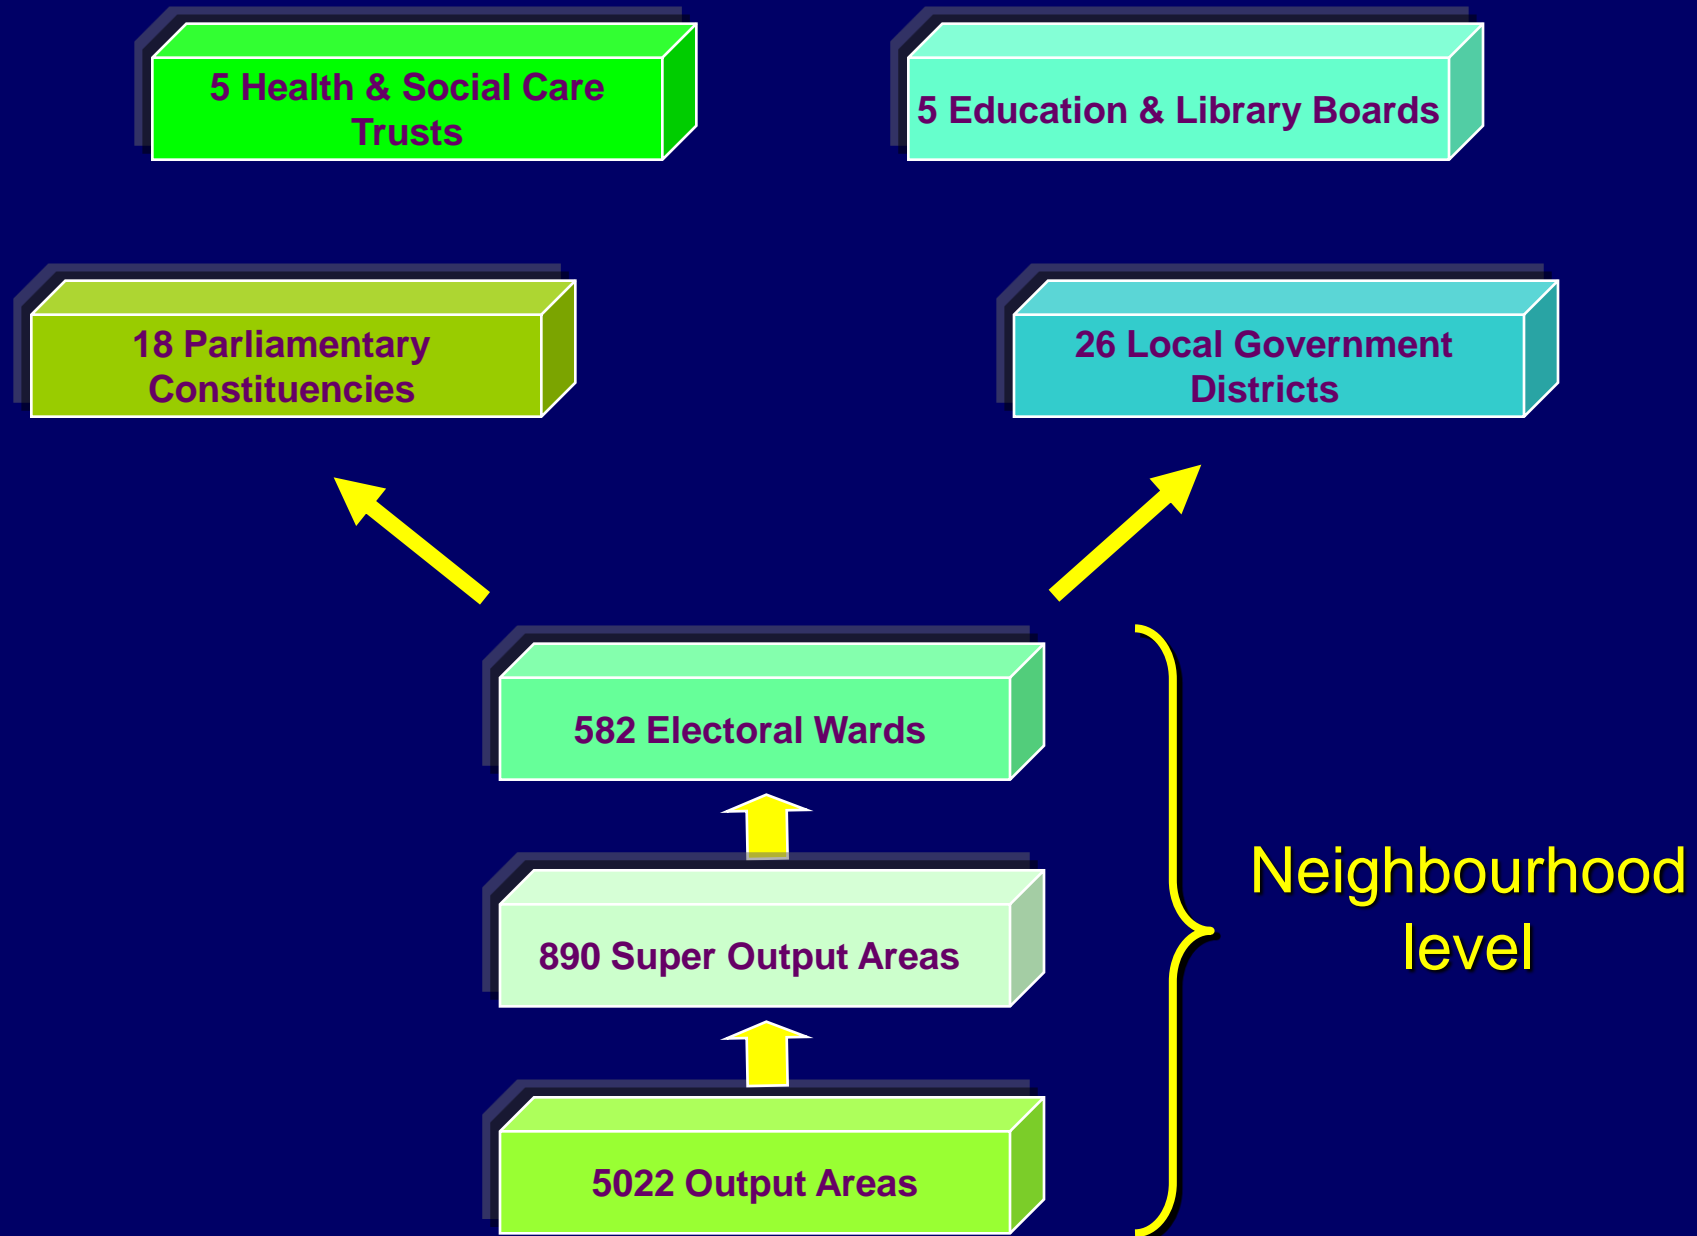 5 Health & Social Care
Trusts
5 Education & Library Boards
18 Parliamentary
Constituencies
26 Local Government
Districts
582 Electoral Wards
890 Super Output Areas
Neighbourhood
level
5022 Output Areas